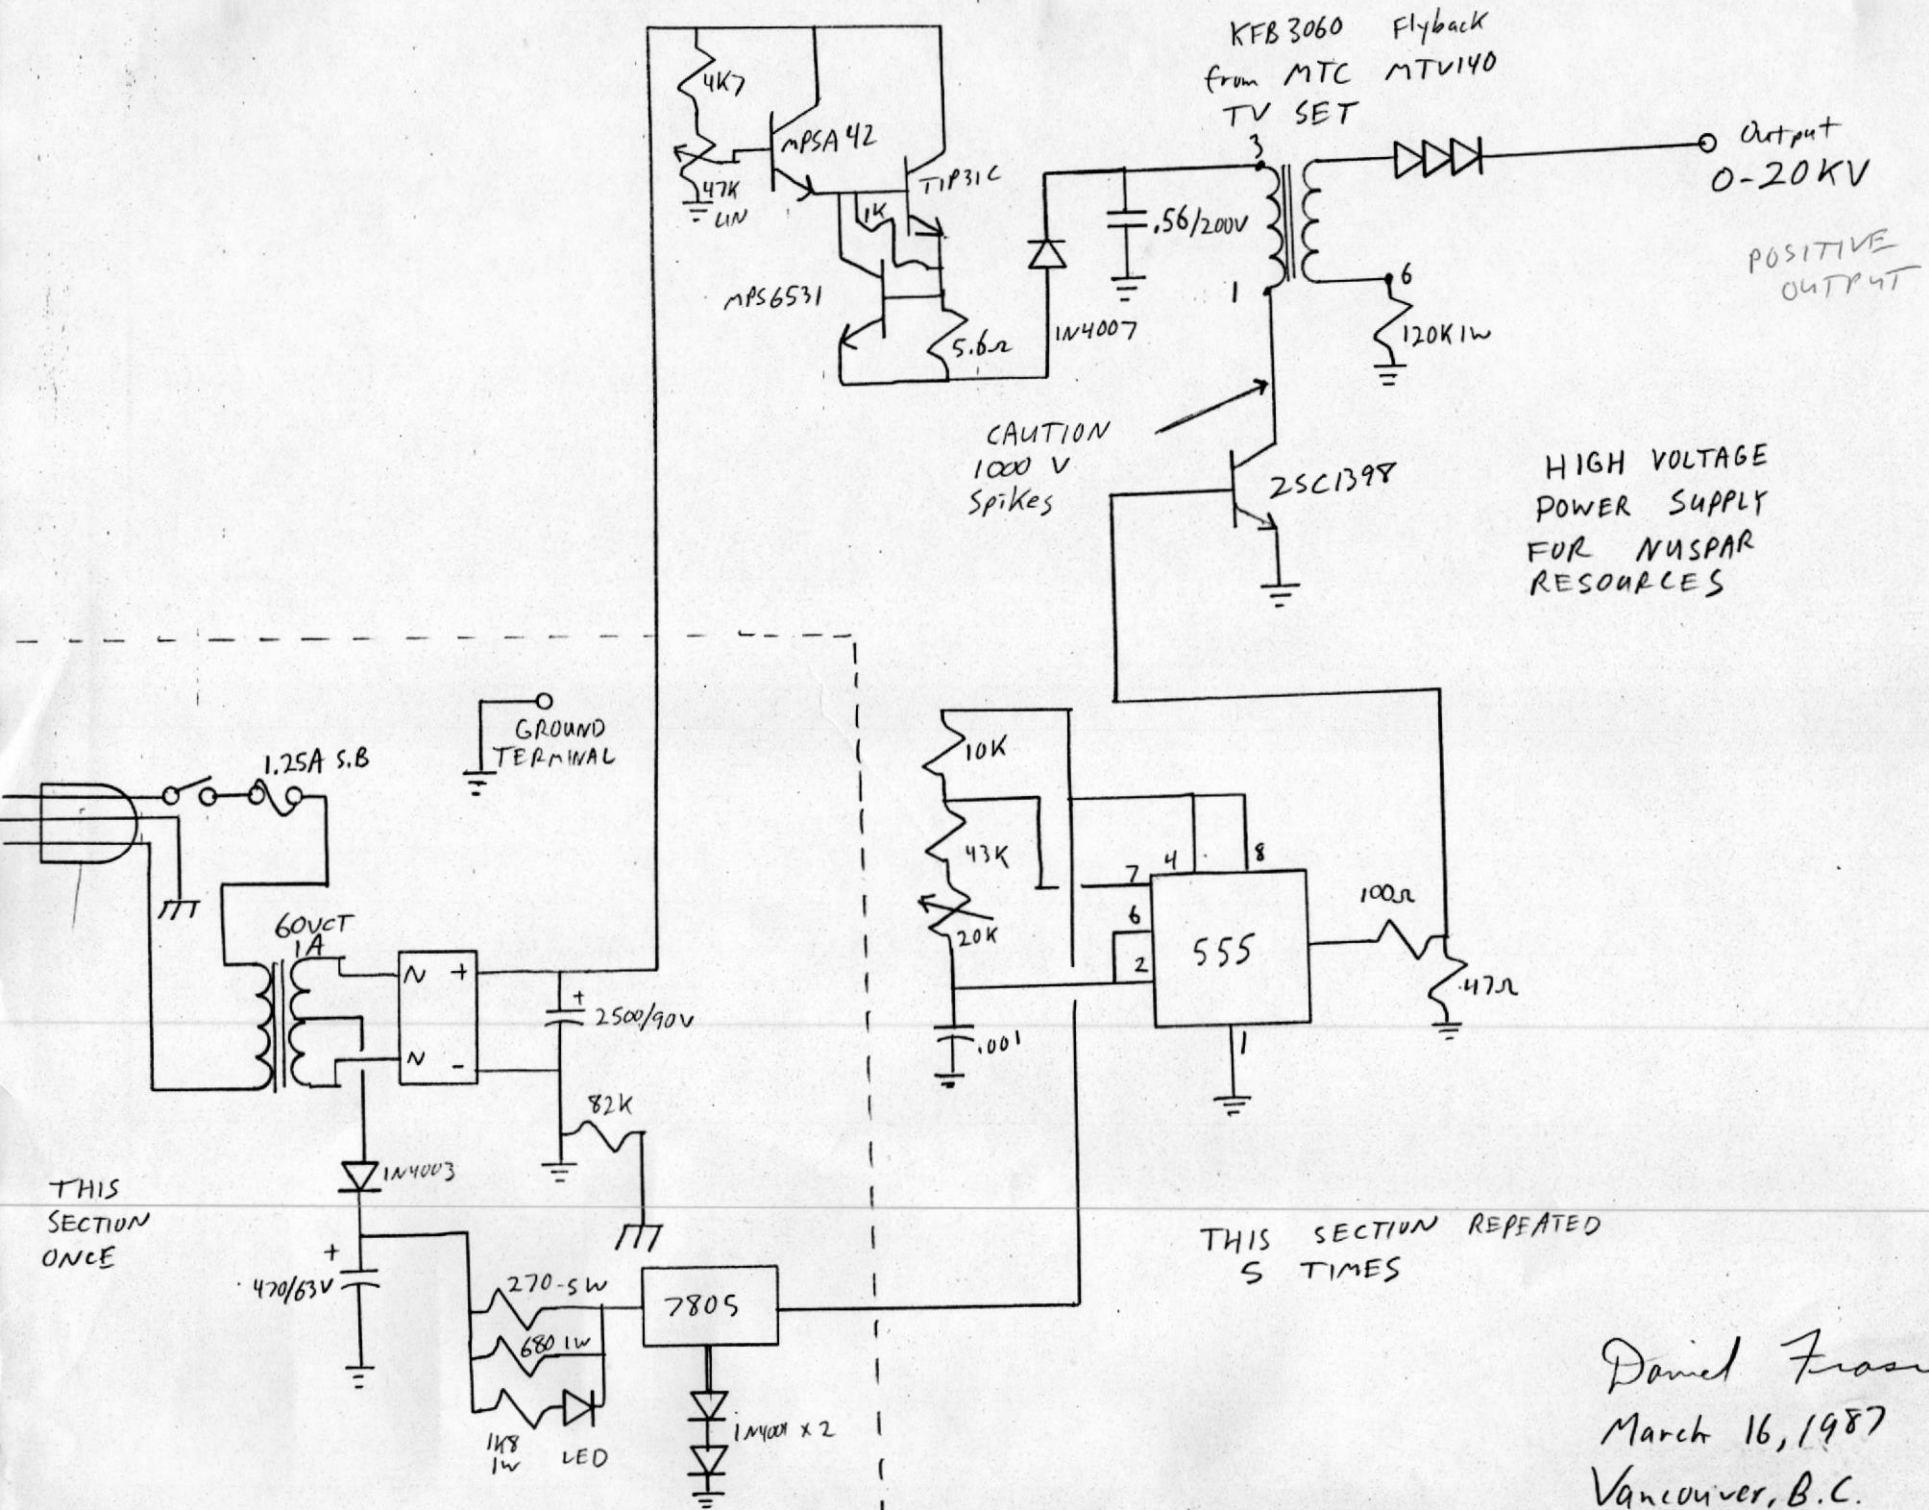 KFB3060 Flyback
from MTC MTV140
TV SET
4K7
MPSA42
47K
LIN
1K
TIP31C
MPS6531
5.6Ω
1N4007
.56/200V
3
1
6
120K 1W
Output
0-20KV
POSITIVE
OUTPUT
CAUTION
1000 V
Spikes
2SC1398
HIGH VOLTAGE
POWER SUPPLY
FOR NUSPAR
RESOURCES
GROUND
TERMINAL
1.25A S.B
60VCT
1A
N +
N -
+
2500/90V
82K
1N4003
+
470/63V
THIS
SECTION
ONCE
270-5W
680 1W
1K8
1W
LED
7805
1N4001 x 2
10K
43K
20K
.001
7
4
8
6
2
1
555
100Ω
47Ω
THIS SECTION REPEATED
5 TIMES
Daniel
March 16, 1987
Vancouver, B.C.